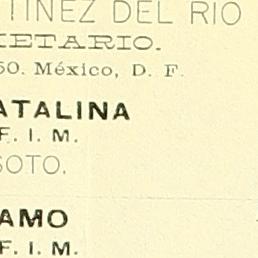 TINEZ DEL RIO
IETARIO.
50. México, D. F.
ATALINA
F. I. M.
SOTO.
AMO
F. I. M.